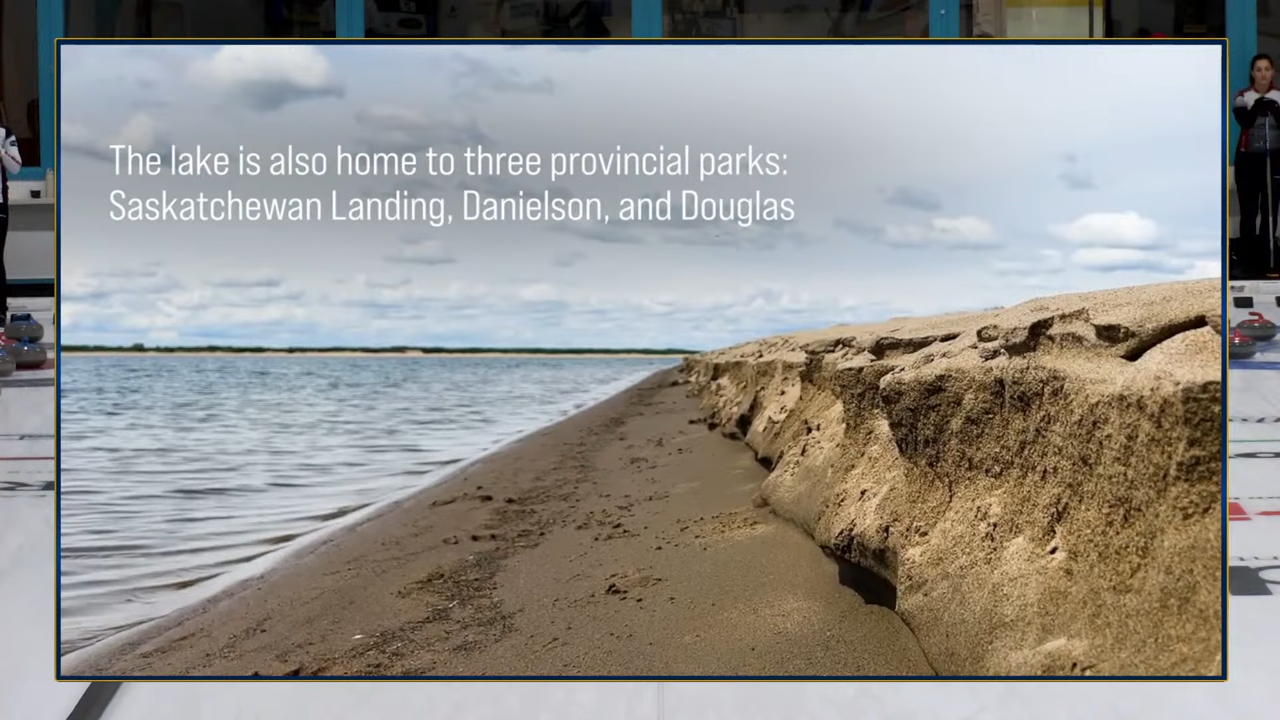 The lake is also home to three provincial parks:
Saskatchewan Landing, Danielson, and Douglas